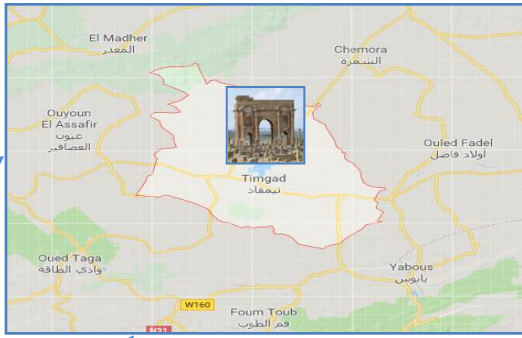 El Madher
المعذر
Chemora
الشمرة
Ouyoun
El Assafir
عيون
العصافير
Ouled Fadel
أولاد فاضل
Timgad
تيمقاد
Oued Taga
وادي الطاقة
Yabous
يابوس
W160
Foum Toub
فم الطوب
N31